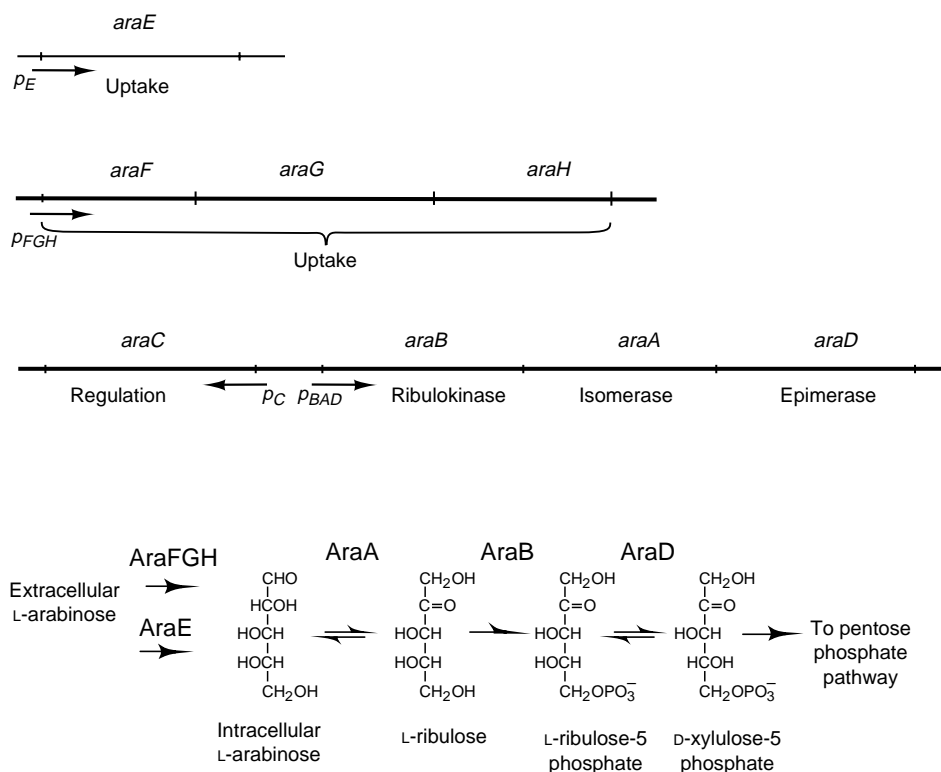 araE
pE
Uptake
araF araG araH
pFGH
Uptake
araC araB araA araD
Regulation pC pBAD Ribulokinase Isomerase Epimerase
AraFGH AraA AraB AraD
Extracellular
L-arabinose
AraE
CHO
HCOH
HOCH
HOCH
CH2OH
Intracellular
L-arabinose
CH2OH
C=O
HOCH
HOCH
CH2OH
L-ribulose
CH2OH
C=O
HOCH
HOCH
CH2OPO3−
L-ribulose-5
phosphate
CH2OH
C=O
HOCH
HCOH
CH2OPO3−
D-xylulose-5
phosphate
To pentose
phosphate
pathway